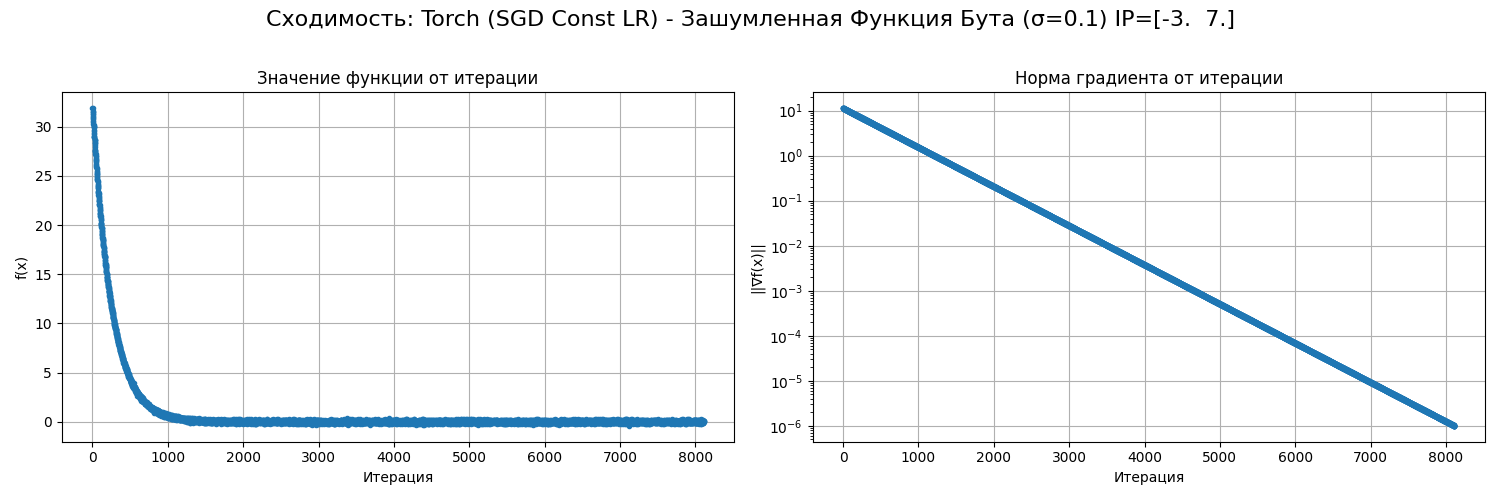 Сходимость: Torch (SGD Const LR) - Зашумленная Функция Бута (σ=0.1) IP=[-3.  7.]
Значение функции от итерации
f(x)
30
25
20
15
10
5
0
0 1000 2000 3000 4000 5000 6000 7000 8000
Итерация
Норма градиента от итерации
||∇f(x)||
10¹
10⁰
10⁻¹
10⁻²
10⁻³
10⁻⁴
10⁻⁵
10⁻⁶
0 1000 2000 3000 4000 5000 6000 7000 8000
Итерация